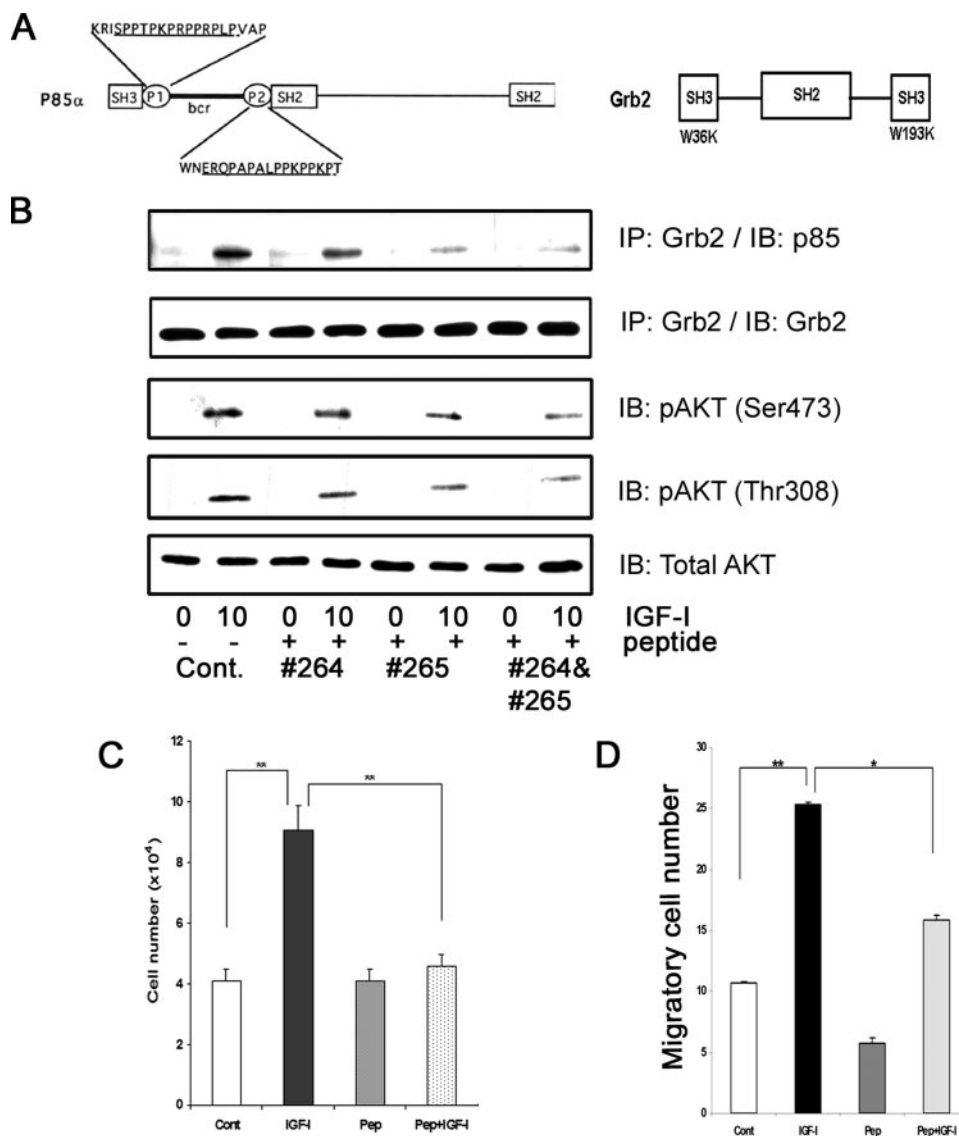 A
KRISPPTPKPRPPRPLPVAP
P85α SH3 P1 bcr P2 SH2 SH2
WNERQPAPALPPKPPKPT
Grb2 SH3 SH2 SH3
W36K W193K
B
IP: Grb2 / IB: p85
IP: Grb2 / IB: Grb2
IB: pAKT (Ser473)
IB: pAKT (Thr308)
IB: Total AKT
0 10 0 10 0 10 0 10 IGF-I
- - + + + + + + peptide
Cont. #264 #265 #264&
#265
C
Cell number (x10⁴)
12
10
8
6
4
2
0
** **
Cont IGF-I Pep Pep+IGF-I
D
Migratory cell number
30
25
20
15
10
5
0
** *
Cont IGF-I Pep Pep+IGF-I